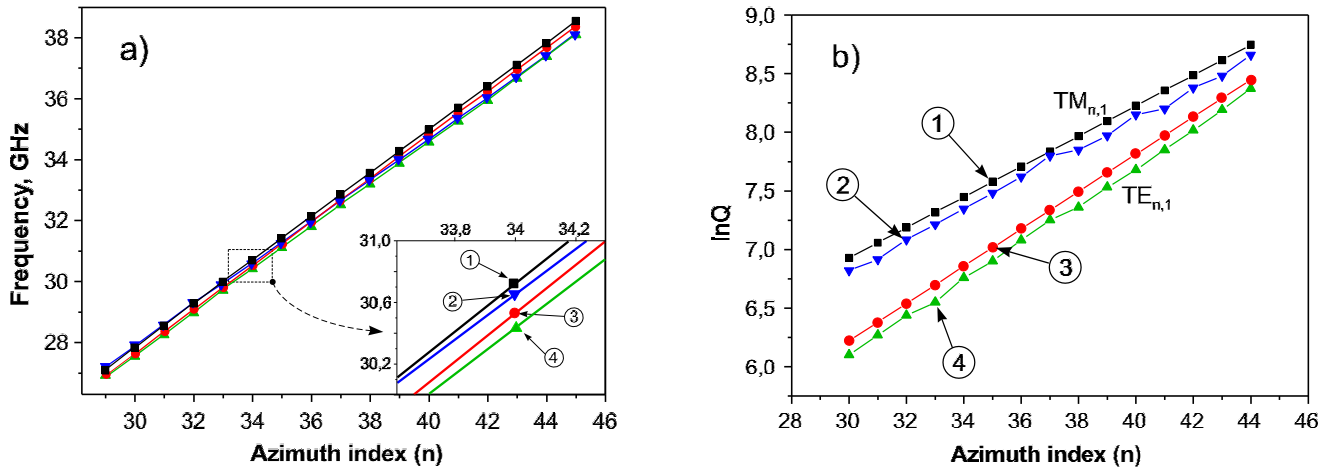 a)
Frequency, GHz
38
36
34
32
30
28
30 32 34 36 38 40 42 44 46
Azimuth index (n)
33,8 34 34,2
31,0
30,6
30,2
1
2
3
4
b)
lnQ
9,0
8,5
8,0
7,5
7,0
6,5
6,0
28 30 32 34 36 38 40 42 44 46
Azimuth index (n)
TMn,1
TEn,1
1
2
3
4